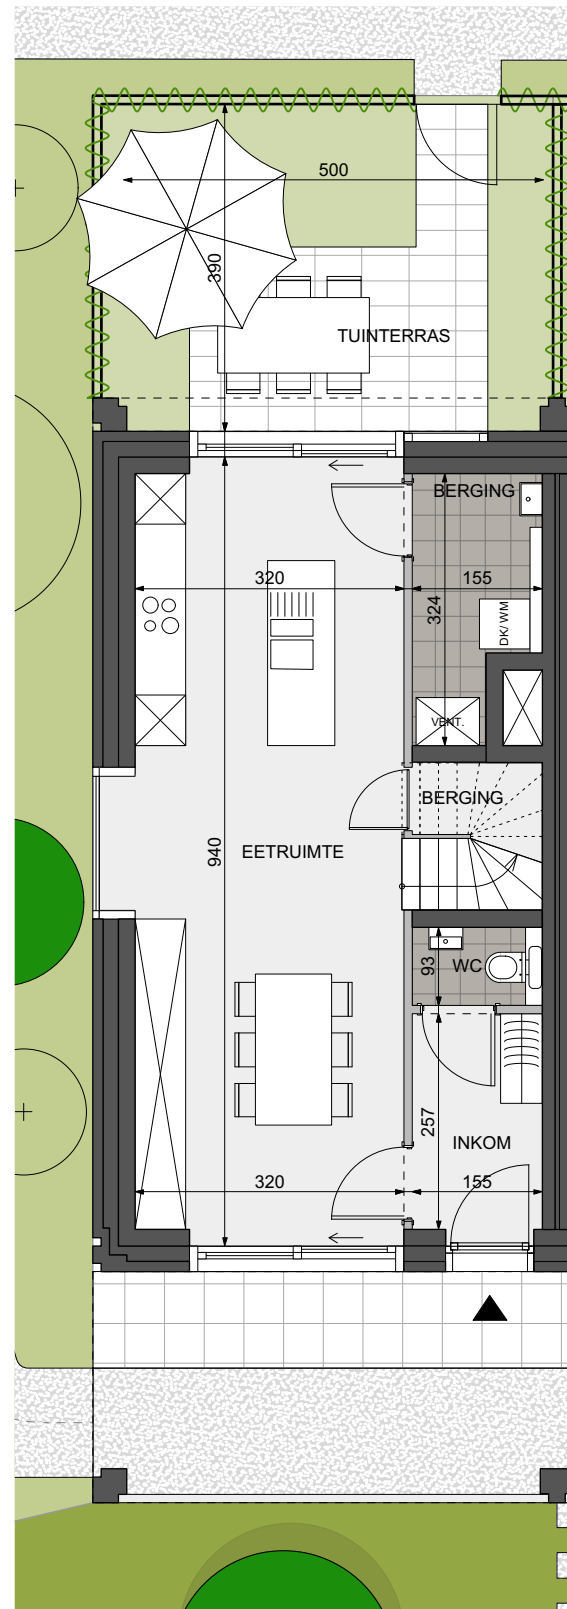 500
390
TUINTERRAS
BERGING
320
155
324
DK/ WM
VENT.
BERGING
940
EETRUIMTE
93
WC
257
INKOM
320
155